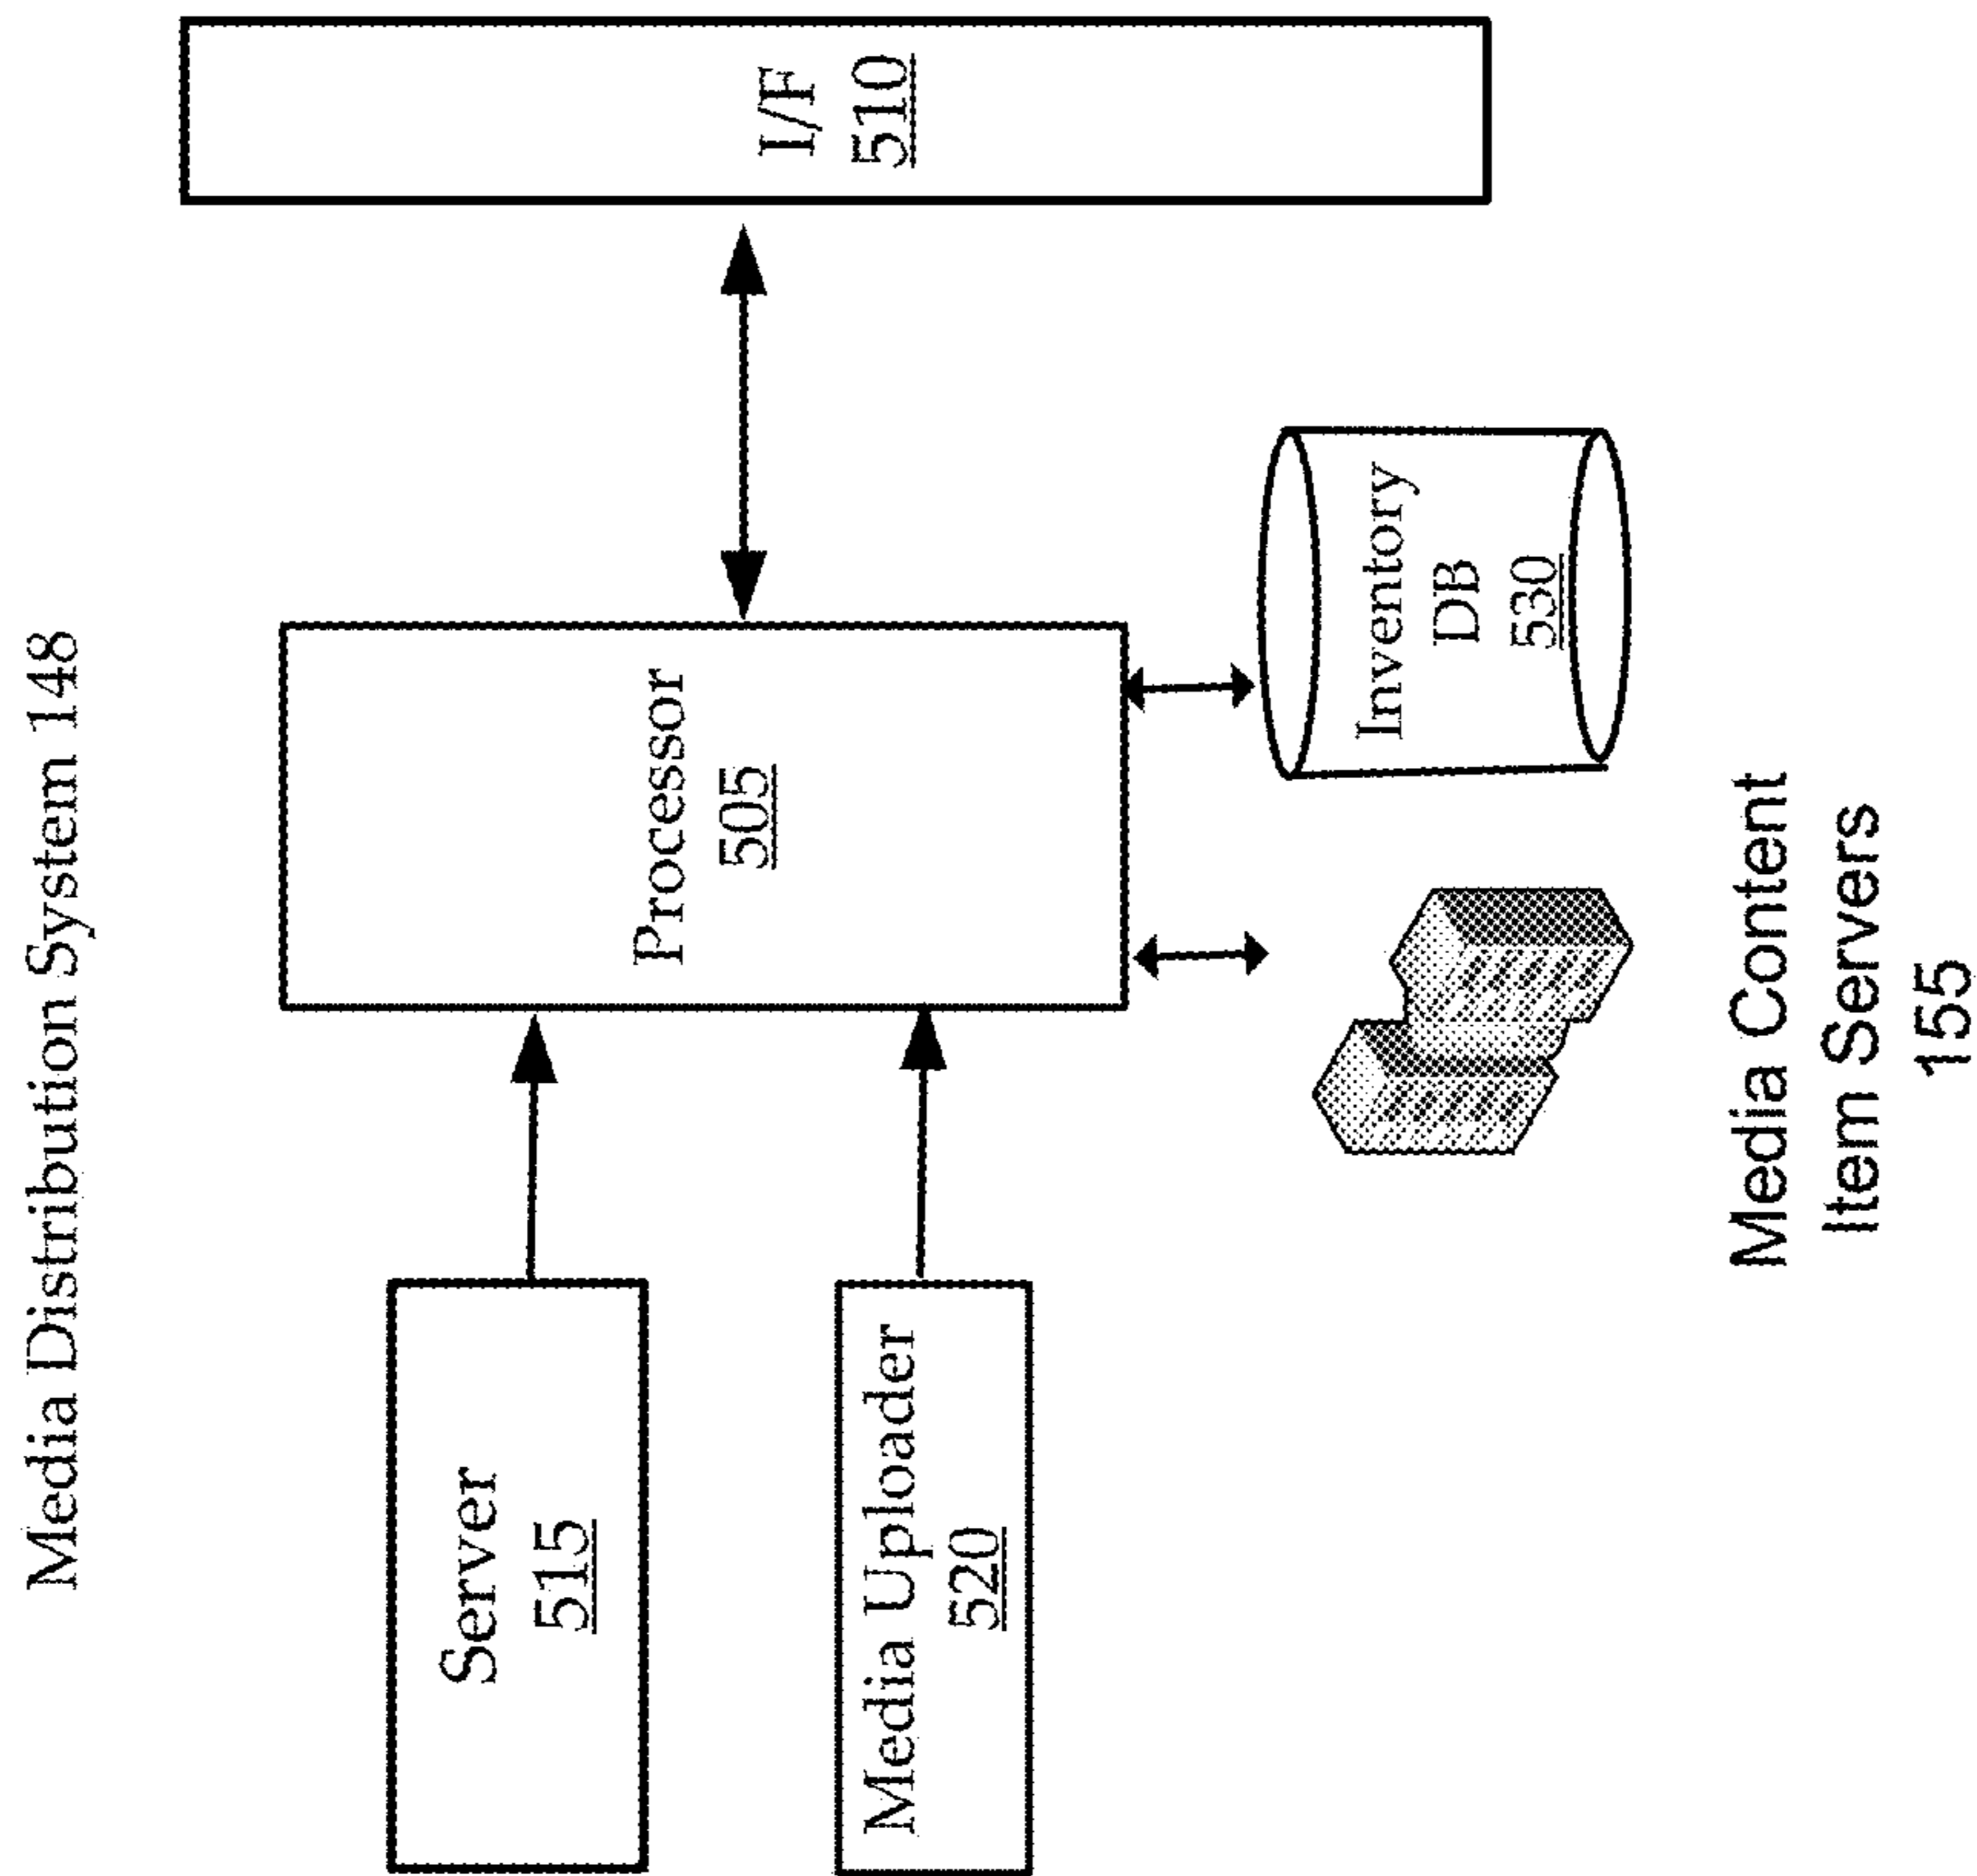 Media Distribution System 148
Server
515
Media Uploader
520
Processor
505
I/F
510
Inventory
DB
530
Media Content
Item Servers
155